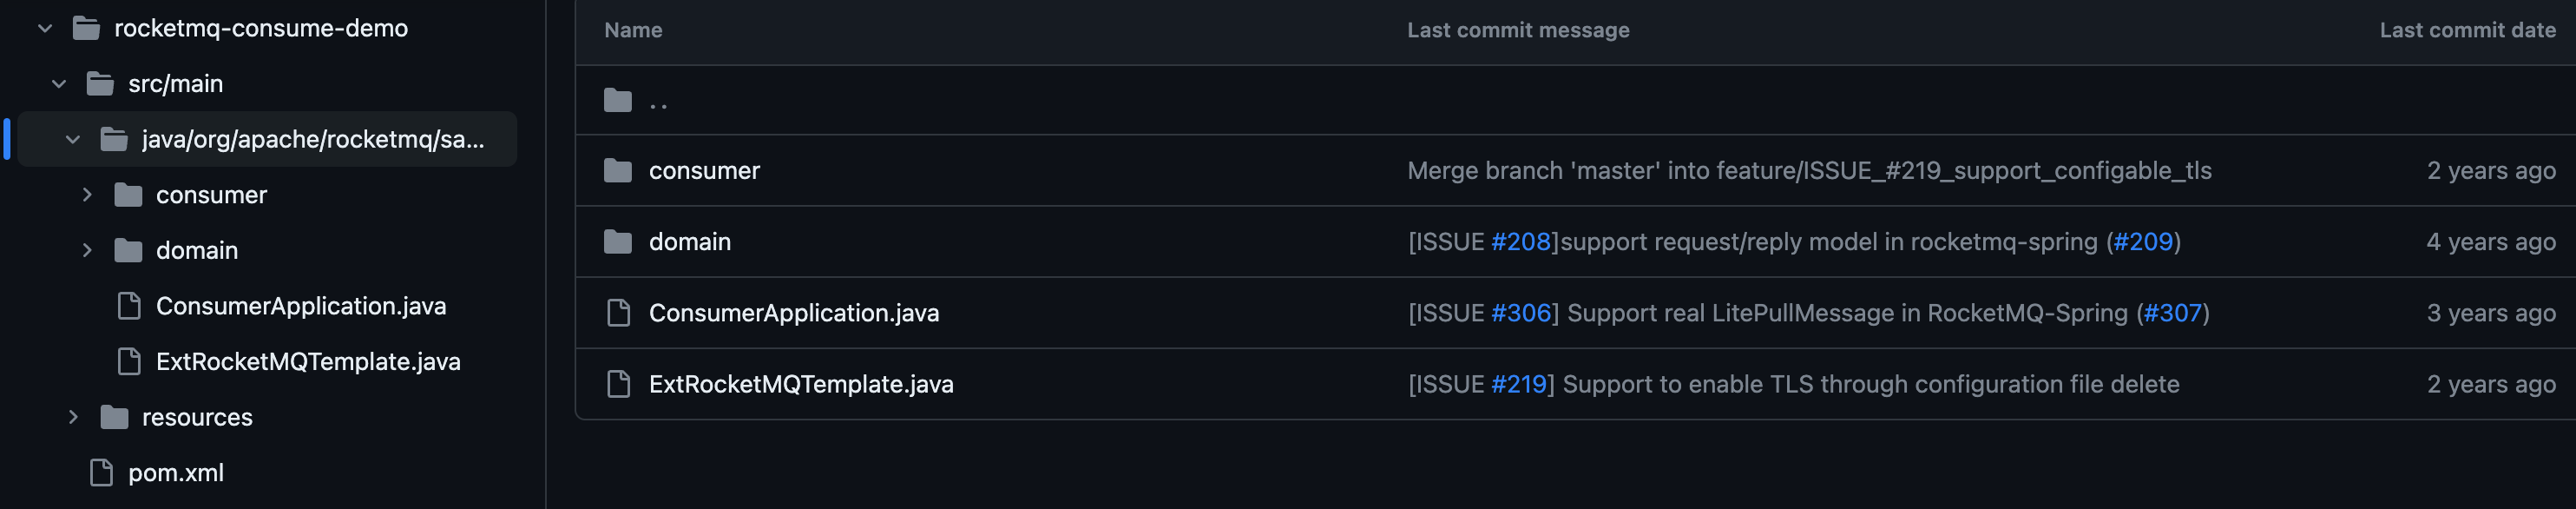 rocketmq-consume-demo
src/main
java/org/apache/rocketmq/sa...
consumer
domain
ConsumerApplication.java
ExtRocketMQTemplate.java
resources
pom.xml
Name Last commit message Last commit date
..
consumer Merge branch 'master' into feature/ISSUE_#219_support_configable_tls 2 years ago
domain [ISSUE #208]support request/reply model in rocketmq-spring (#209) 4 years ago
ConsumerApplication.java [ISSUE #306] Support real LitePullMessage in RocketMQ-Spring (#307) 3 years ago
ExtRocketMQTemplate.java [ISSUE #219] Support to enable TLS through configuration file delete 2 years ago